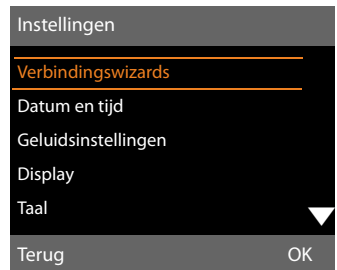 Instellingen
Verbindingswizards
Datum en tijd
Geluidsinstellingen
Display
Taal
Terug OK